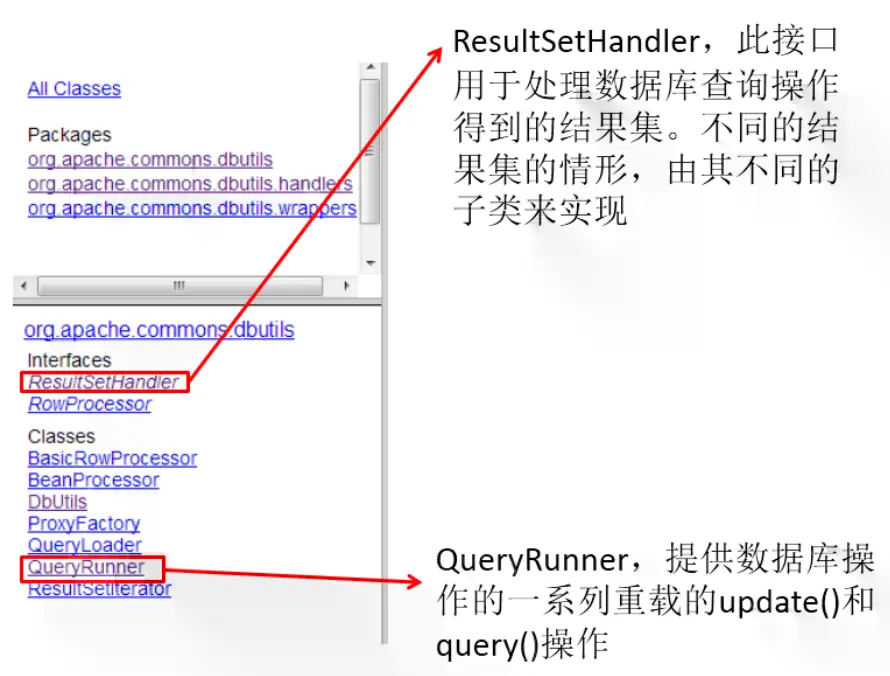 All Classes
Packages
org.apache.commons.dbutils
org.apache.commons.dbutils.handlers
org.apache.commons.dbutils.wrappers
org.apache.commons.dbutils
Interfaces
ResultSetHandler
RowProcessor
Classes
BasicRowProcessor
BeanProcessor
DbUtils
ProxyFactory
QueryLoader
QueryRunner
ResultSetIterator
ResultSetHandler，此接口
用于处理数据库查询操作
得到的结果集。不同的结
果集的情形，由其不同的
子类来实现
QueryRunner，提供数据库操
作的一系列重载的update()和
query()操作